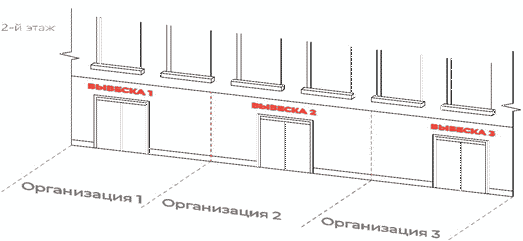 2-й этаж
ВЫВЕСКА 1
ВЫВЕСКА 2
ВЫВЕСКА 3
Организация 1
Организация 2
Организация 3